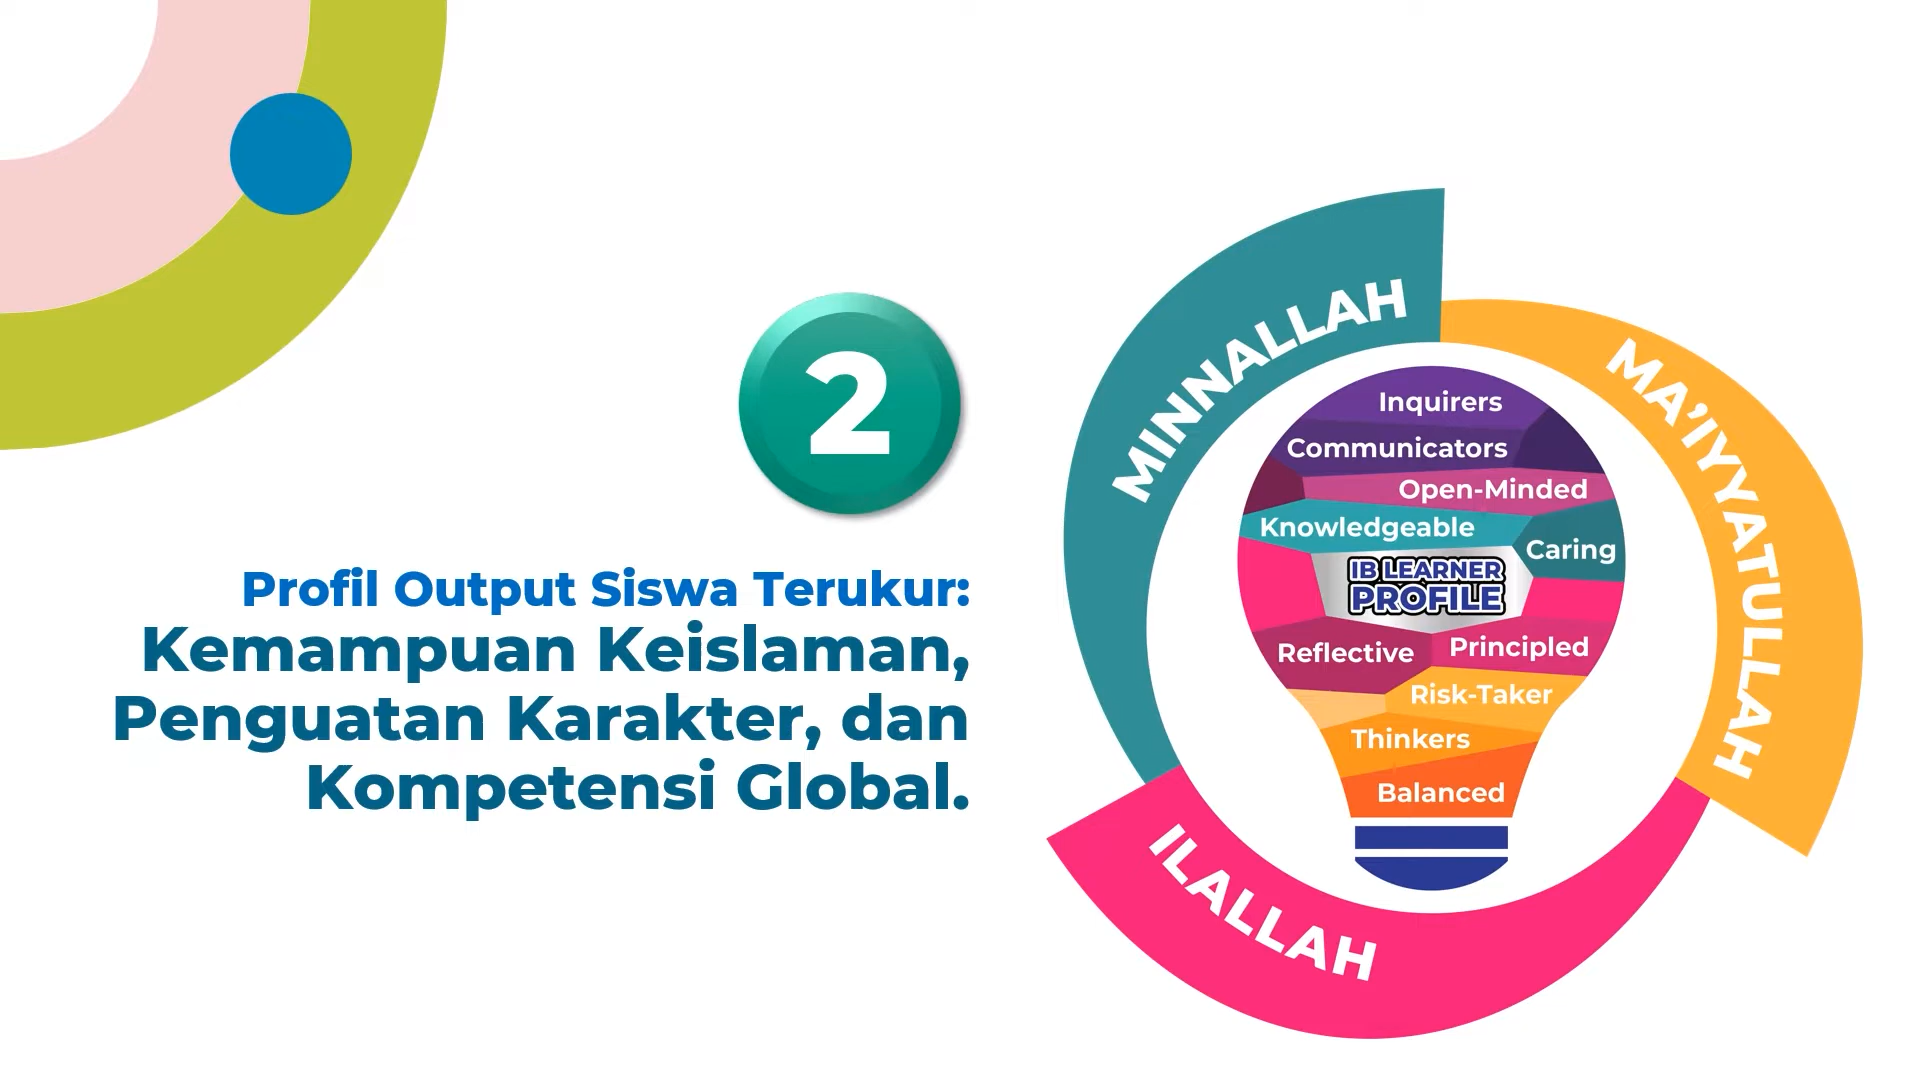 2
Profil Output Siswa Terukur:
Kemampuan Keislaman,
Penguatan Karakter, dan
Kompetensi Global.
MINNALLAH
MA’IYYATULLAH
ILALLAH
Inquirers
Communicators
Open-Minded
Knowledgeable
Caring
IB LEARNER
PROFILE
Reflective
Principled
Risk-Taker
Thinkers
Balanced